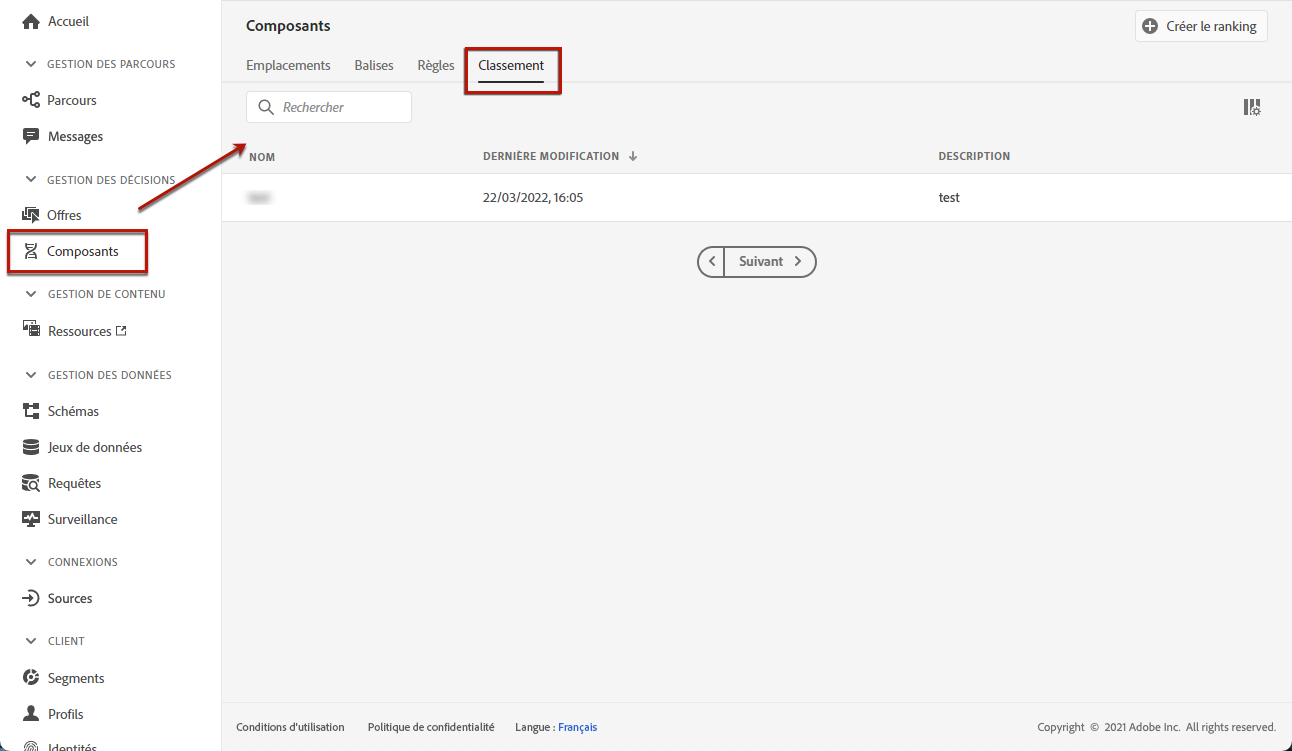 Accueil
GESTION DES PARCOURS
Parcours
Messages
GESTION DES DÉCISIONS
Offres
Composants
GESTION DE CONTENU
Ressources
GESTION DES DONNÉES
Schémas
Jeux de données
Requêtes
Surveillance
CONNEXIONS
Sources
CLIENT
Segments
Profils
Identités
Composants
Créer le ranking
Emplacements Balises Règles Classement
Rechercher
NOM DERNIÈRE MODIFICATION DESCRIPTION
22/03/2022, 16:05 test
Suivant
Conditions d'utilisation Politique de confidentialité Langue : Français Copyright © 2021 Adobe Inc. All rights reserved.